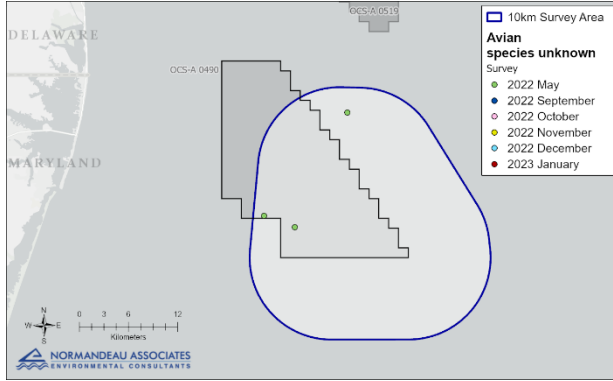 DELAWARE
MARYLAND
OCS-A 0490
OCS-A 0519
10km Survey Area
Avian
species unknown
Survey
2022 May
2022 September
2022 October
2022 November
2022 December
2023 January
N
W E
S
0 3 6 12
Kilometers
NORMANDEAU ASSOCIATES
ENVIRONMENTAL CONSULTANTS